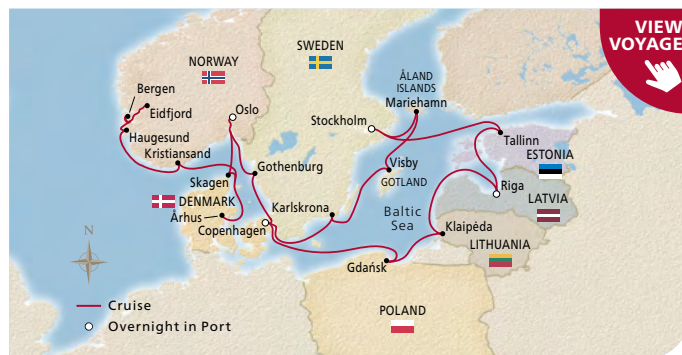 VIEW
VOYAGE
NORWAY
SWEDEN
ÅLAND
ISLANDS
Mariehamn
Bergen
Eidfjord
Oslo
Stockholm
Haugesund
Kristiansand
Tallinn
ESTONIA
Gothenburg
Visby
GOTLAND
Skagen
Riga
LATVIA
DENMARK
Århus
Karlskrona
Copenhagen
Baltic
Sea
Klaipėda
LITHUANIA
N
Gdańsk
Cruise
POLAND
Overnight in Port